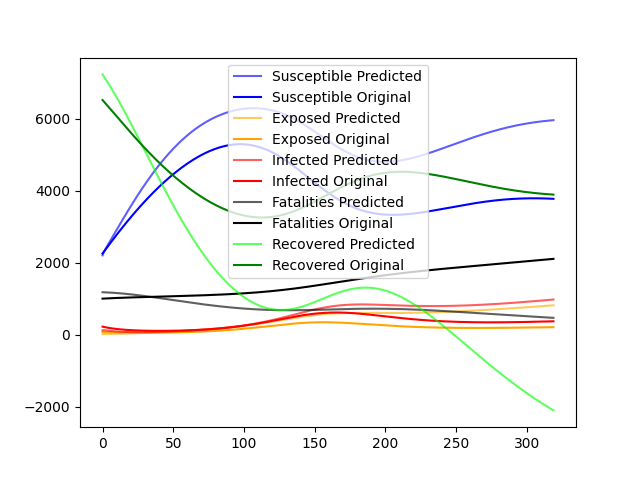 Susceptible Predicted
Susceptible Original
Exposed Predicted
Exposed Original
Infected Predicted
Infected Original
Fatalities Predicted
Fatalities Original
Recovered Predicted
Recovered Original
6000
4000
2000
0
−2000
0 50 100 150 200 250 300